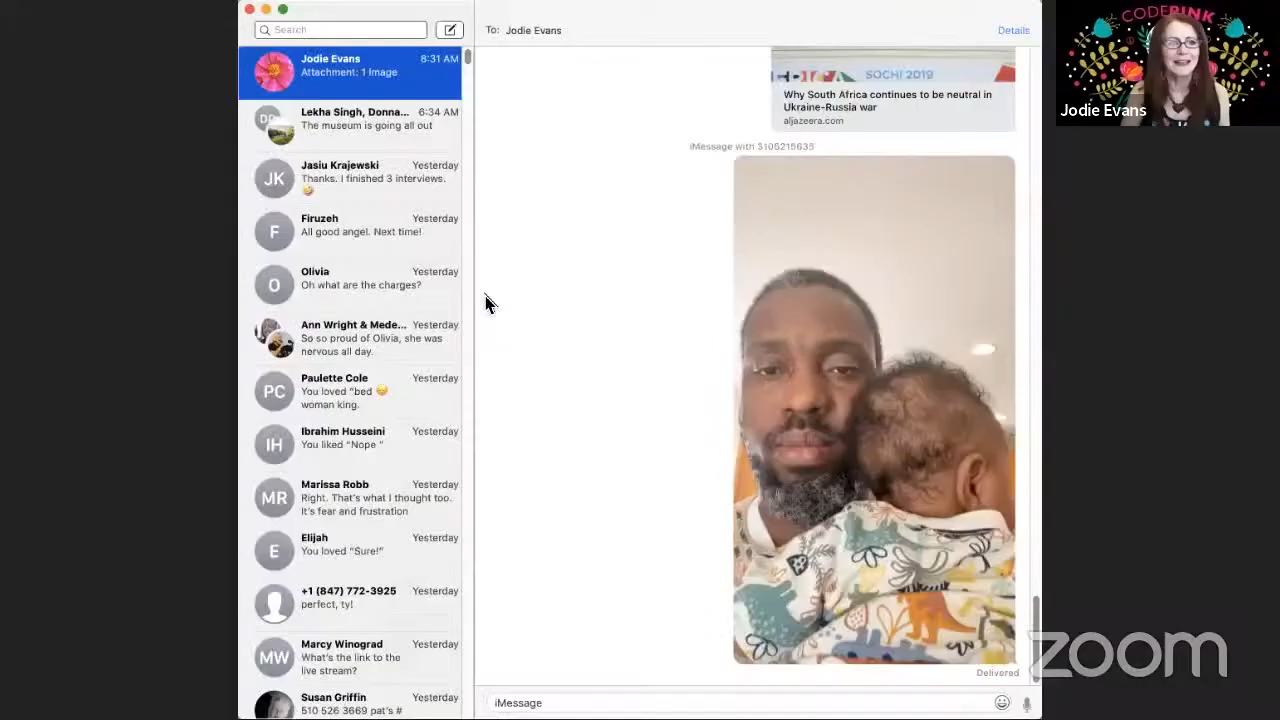 Search
Jodie Evans 8:31 AM
Attachment: 1 Image
Lekha Singh, Donna... 6:34 AM
The museum is going all out
Jasiu Krajewski Yesterday
Thanks. I finished 3 interviews.
🤣
Firuzeh Yesterday
All good angel. Next time!
Olivia Yesterday
Oh what are the charges?
Ann Wright & Mede... Yesterday
So so proud of Olivia, she was
nervous all day.
Paulette Cole Yesterday
You loved “bed 😊
woman king.
Ibrahim Husseini Yesterday
You liked “Nope ”
Marissa Robb Yesterday
Right. That's what I thought too.
It's fear and frustration
Elijah Yesterday
You loved “Sure!”
+1 (847) 772-3925 Yesterday
perfect, ty!
Marcy Winograd Yesterday
What's the link to the
live stream?
Susan Griffin Yesterday
510 526 3669 pat's #
JK
F
O
PC
IH
MR
E
MW
To: Jodie Evans Details
SOCHI 2019
Why South Africa continues to be neutral in
Ukraine-Russia war
aljazeera.com
iMessage with 3106215635
Delivered
iMessage
CODEPINK
Jodie Evans
zoom